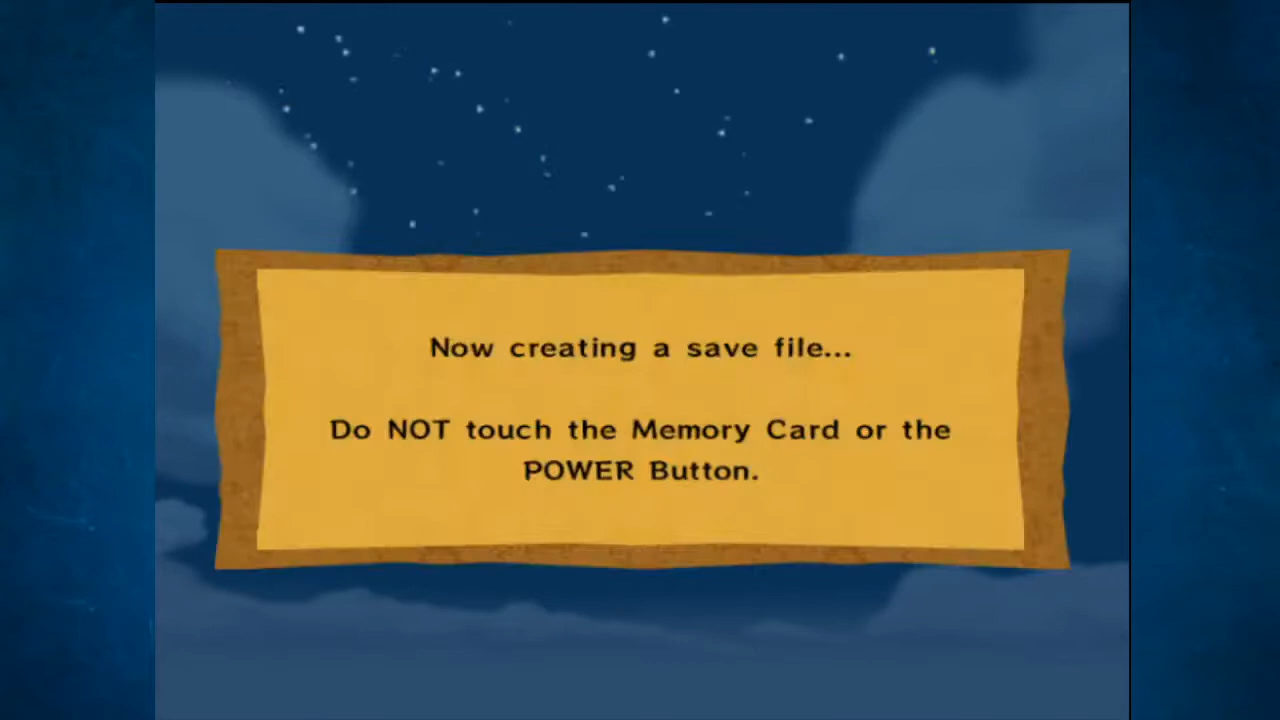 Now creating a save file...
Do NOT touch the Memory Card or the
POWER Button.